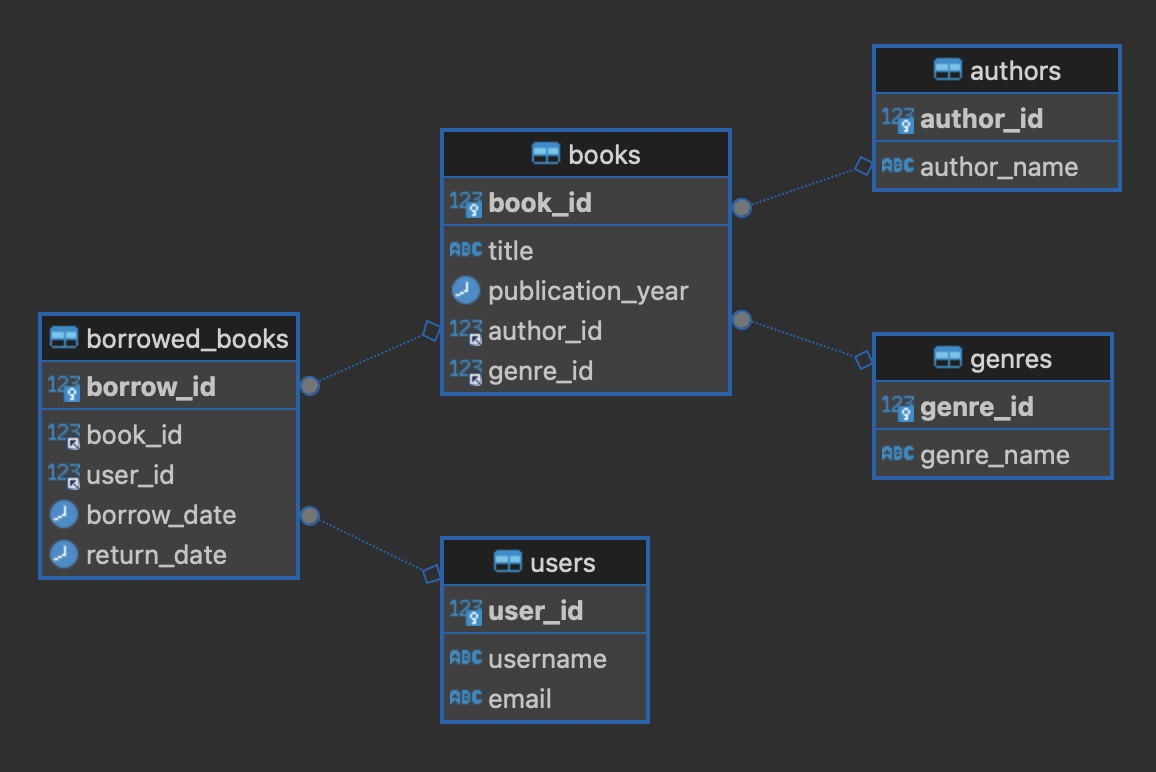 borrowed_books
123 borrow_id
123 book_id
123 user_id
borrow_date
return_date
books
123 book_id
ABC title
publication_year
123 author_id
123 genre_id
users
123 user_id
ABC username
ABC email
authors
123 author_id
ABC author_name
genres
123 genre_id
ABC genre_name